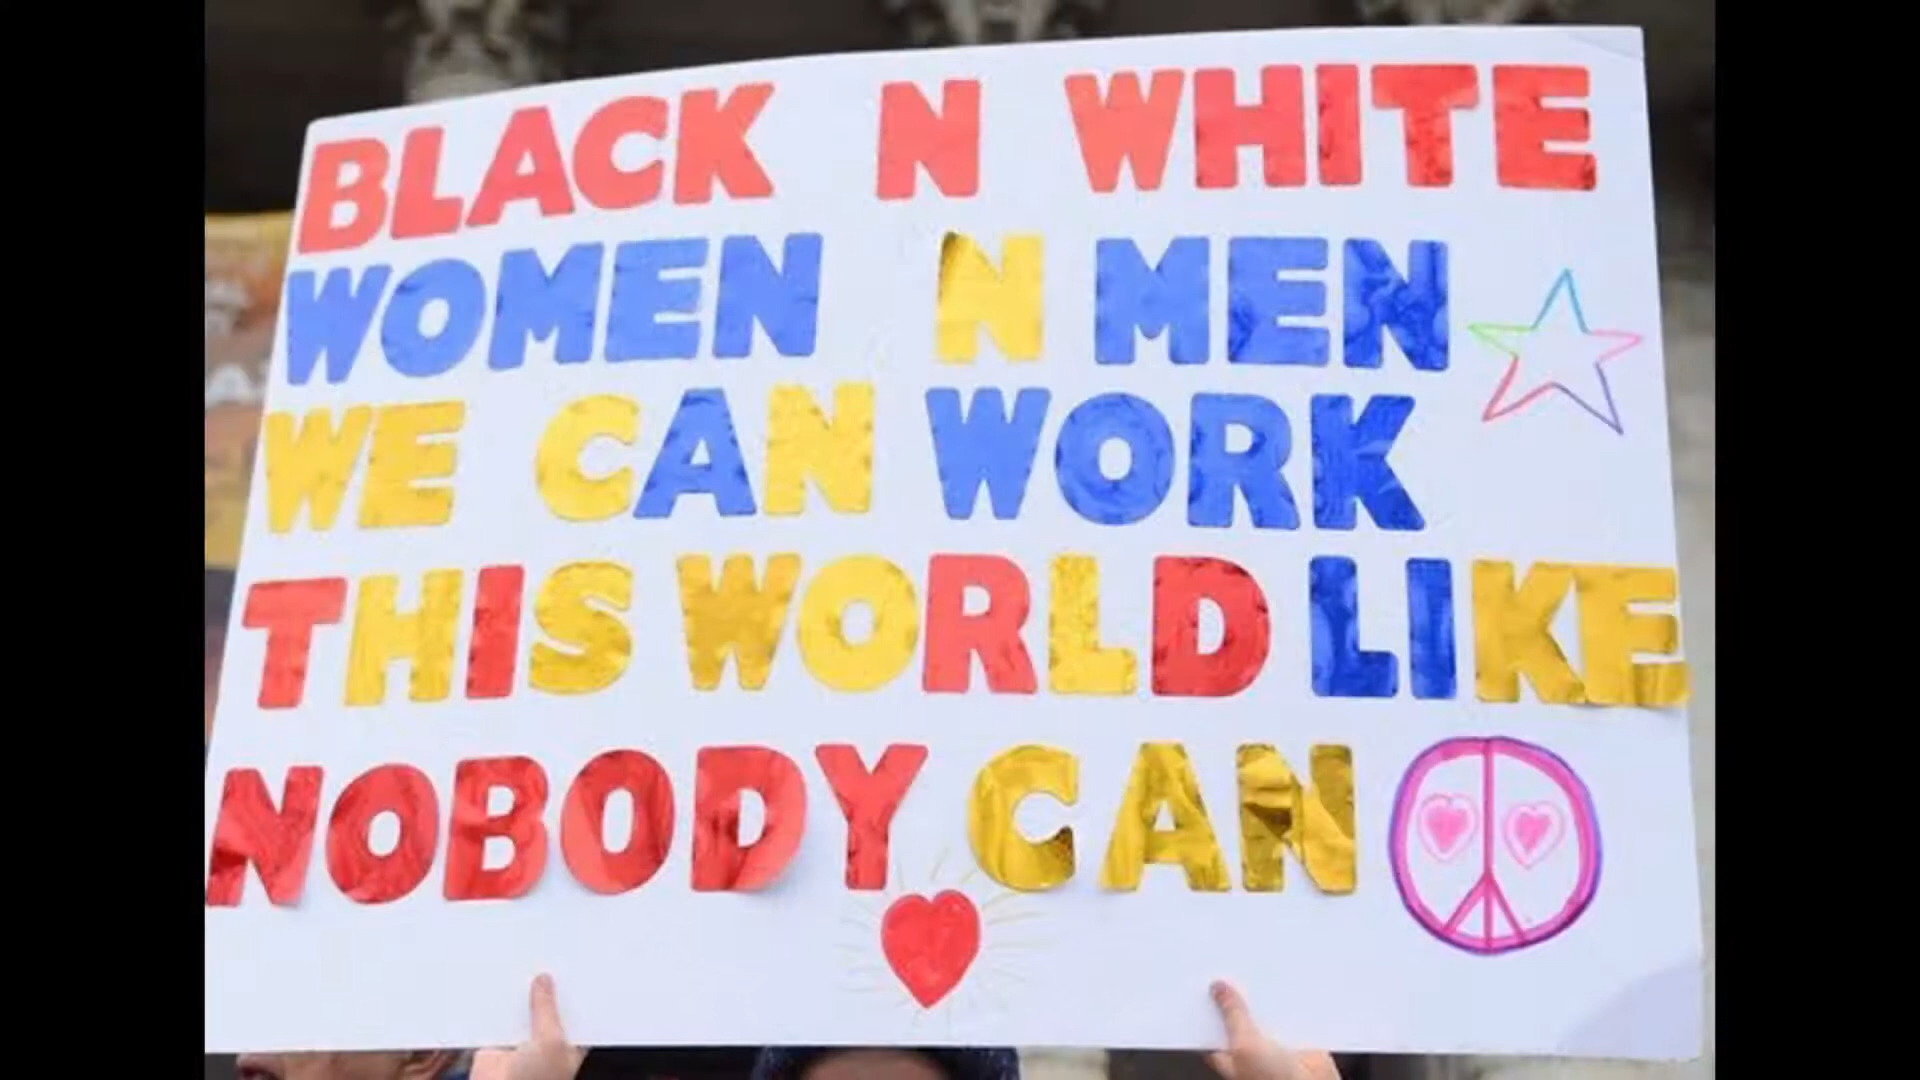 BLACK N WHITE
WOMEN N MEN
WE CAN WORK
THIS WORLD LIKE
NOBODY CAN